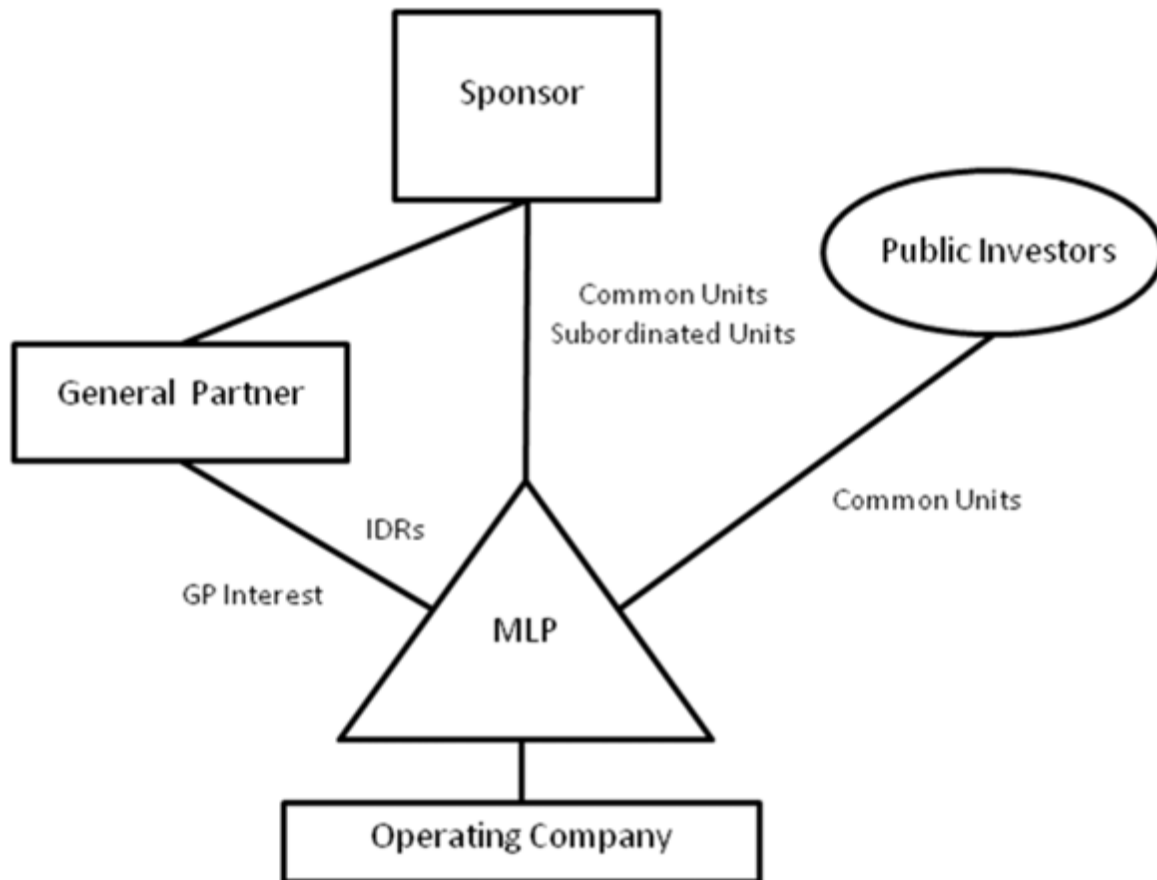 Sponsor
Public Investors
Common Units
Subordinated Units
General Partner
Common Units
IDRs
GP Interest
MLP
Operating Company